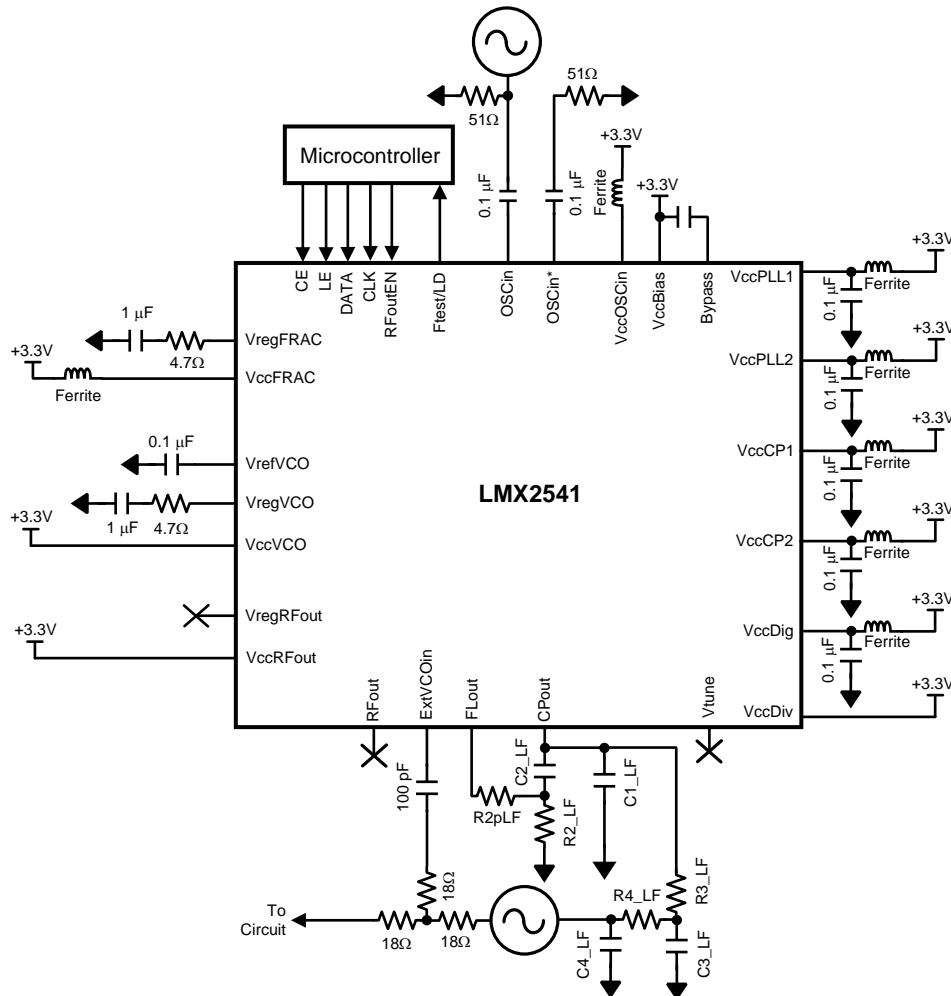 51Ω
51Ω
+3.3V
Microcontroller
0.1 µF
0.1 µF
Ferrite
+3.3V
+3.3V
CE
LE
DATA
CLK
RFoutEN
Ftest/LD
OSCin
OSCin*
VccOSCin
VccBias
Bypass
VccPLL1
Ferrite
0.1 µF
1 µF
4.7Ω
VregFRAC
+3.3V
VccFRAC
Ferrite
+3.3V
VccPLL2
Ferrite
0.1 µF
0.1 µF
VrefVCO
+3.3V
VccCP1
Ferrite
0.1 µF
LMX2541
VregVCO
1 µF
4.7Ω
+3.3V
VccVCO
+3.3V
VccCP2
Ferrite
0.1 µF
VregRFout
+3.3V
VccRFout
+3.3V
VccDig
Ferrite
0.1 µF
+3.3V
VccDiv
RFout
ExtVCOin
FLout
CPout
Vtune
100 pF
C2_LF
C1_LF
R2pLF
R2_LF
18Ω
R4_LF
R3_LF
To
Circuit
18Ω
18Ω
C4_LF
C3_LF